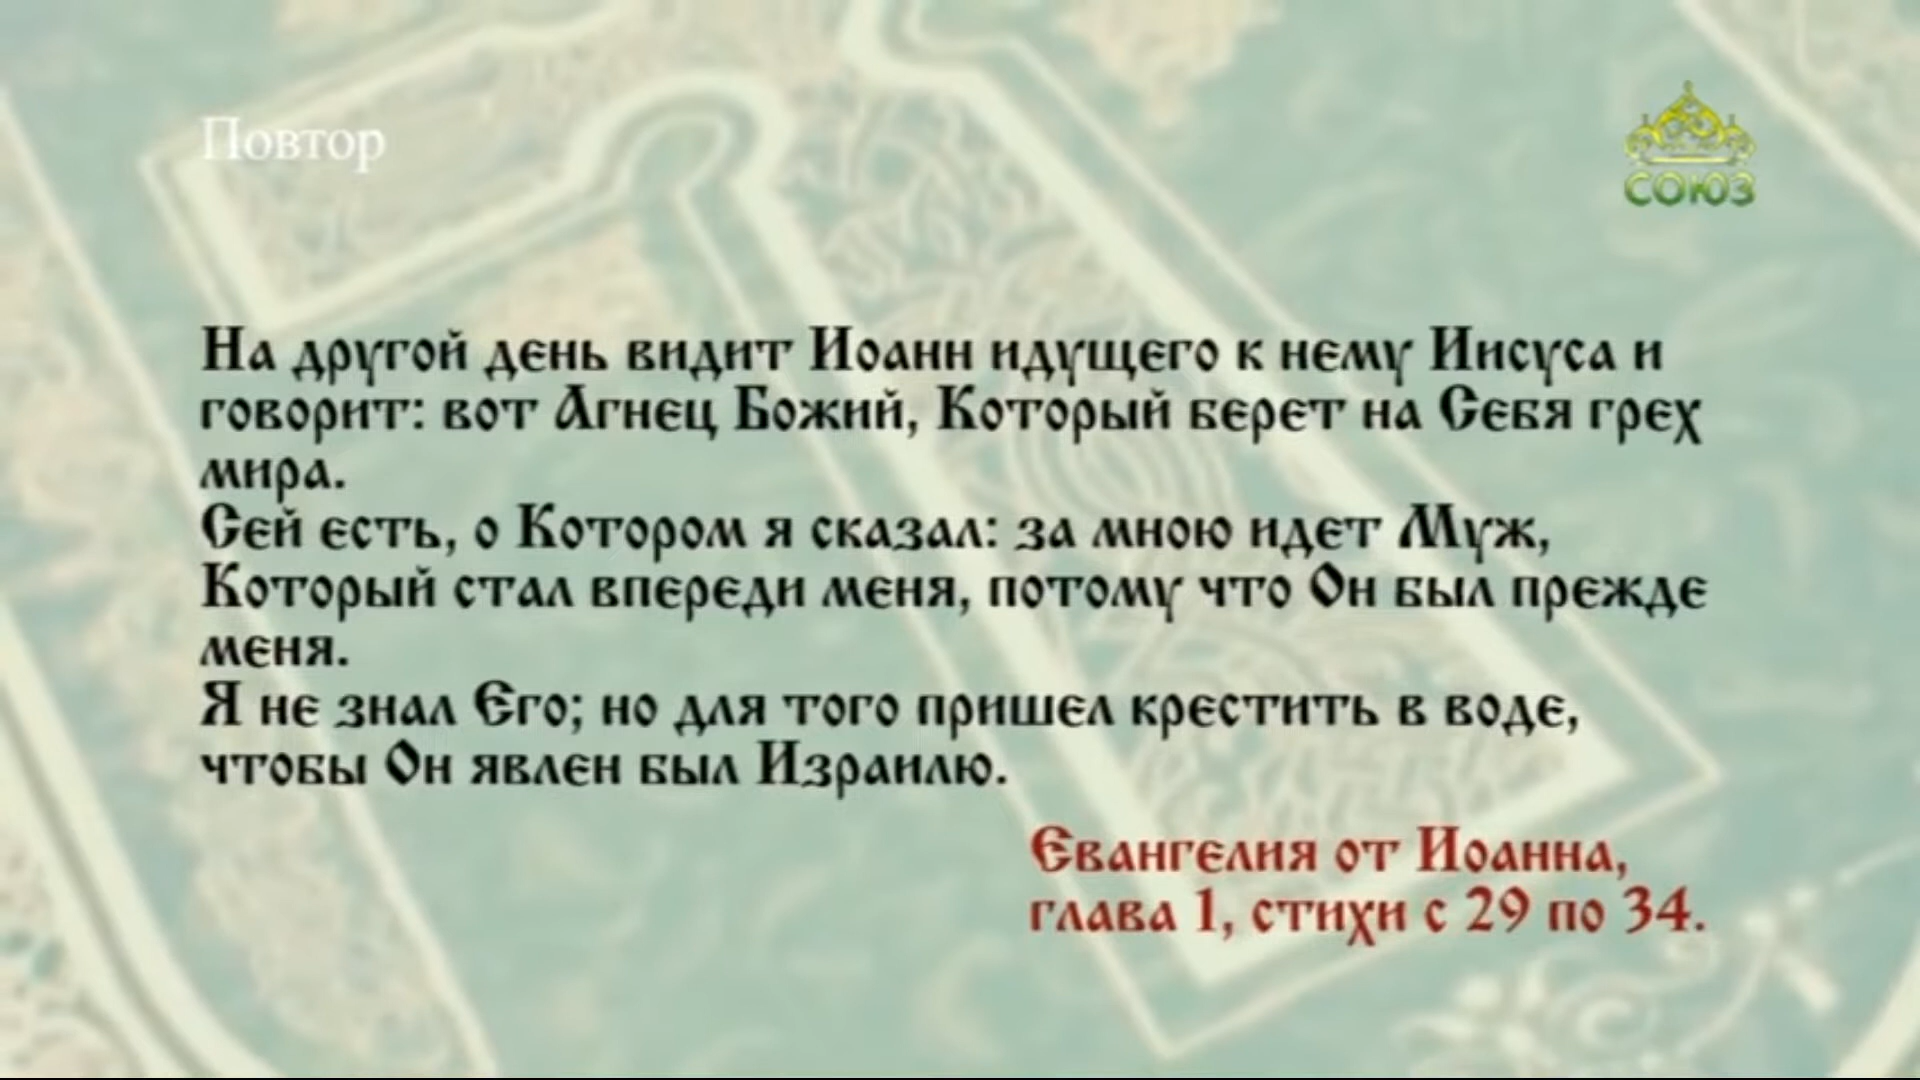 Повтор
СОЮЗ
На другой день видит Иоанн идущего к нему Иисуса и
говорит: вот Агнец Божий, Который берет на Себя грех
мира.
Сей есть, о Котором я сказал: за мною идет Муж,
Который стал впереди меня, потому что Он был прежде
меня.
Я не знал Его; но для того пришел крестить в воде,
чтобы Он явлен был Израилю.
Евангелия от Иоанна,
глава 1, стихи с 29 по 34.